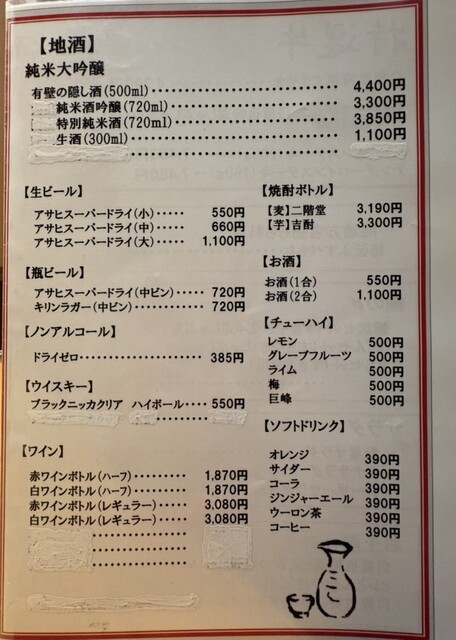 【地酒】
純米大吟醸
有壁の隠し酒(500ml)・・・・・・・・・・・・・・・・・・・・・ 4,400円
純米酒吟醸(720ml)・・・・・・・・・・・・・・・・・・・・・ 3,300円
特別純米酒(720ml)・・・・・・・・・・・・・・・・・・・・・ 3,850円
生酒(300ml)・・・・・・・・・・・・・・・・・・・・・ 1,100円
【生ビール】
アサヒスーパードライ(小)・・・・・ 550円
アサヒスーパードライ(中)・・・・・ 660円
アサヒスーパードライ(大)・・・・・ 1,100円
【瓶ビール】
アサヒスーパードライ(中ビン)・・・・・ 720円
キリンラガー(中ビン)・・・・・・・・・ 720円
【ノンアルコール】
ドライゼロ・・・・・・・・・・・・・・・・・・ 385円
【ウイスキー】
ブラックニッカクリア ハイボール・・・・ 550円
【ワイン】
赤ワインボトル(ハーフ)・・・・・・・・ 1,870円
白ワインボトル(ハーフ)・・・・・・・・ 1,870円
赤ワインボトル(レギュラー)・・・・・ 3,080円
白ワインボトル(レギュラー)・・・・・ 3,080円
【焼酎ボトル】
【麦】二階堂 3,190円
【芋】吉酎 3,300円
【お酒】
お酒(1合) 550円
お酒(2合) 1,100円
【チューハイ】
レモン 500円
グレープフルーツ 500円
ライム 500円
梅 500円
巨峰 500円
【ソフトドリンク】
オレンジ 390円
サイダー 390円
コーラ 390円
ジンジャーエール 390円
ウーロン茶 390円
コーヒー 390円